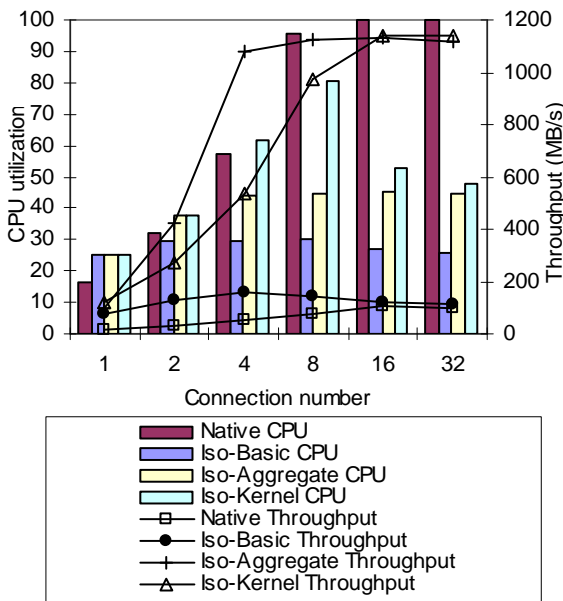 100
90
80
70
60
50
40
30
20
10
0
CPU utilization
1200
1000
800
600
400
200
0
Throughput (MB/s)
1 2 4 8 16 32
Connection number
Native CPU
Iso-Basic CPU
Iso-Aggregate CPU
Iso-Kernel CPU
Native Throughput
Iso-Basic Throughput
Iso-Aggregate Throughput
Iso-Kernel Throughput